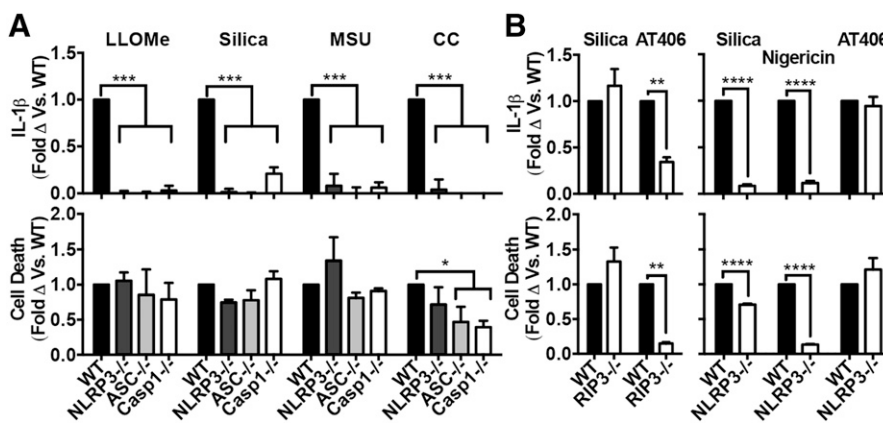 A
LLOMe Silica MSU CC
IL-1β
(Fold Δ Vs. WT)
1.5
1.0
0.5
0.0
*** *** *** ***
Cell Death
(Fold Δ Vs. WT)
2.0
1.5
1.0
0.5
0.0
*
WT NLRP3-/- ASC-/- Casp1-/- WT NLRP3-/- ASC-/- Casp1-/- WT NLRP3-/- ASC-/- Casp1-/- WT NLRP3-/- ASC-/- Casp1-/-
B
Silica AT406 Silica Nigericin AT406
IL-1β
(Fold Δ Vs. WT)
1.5
1.0
0.5
0.0
** **** ****
Cell Death
(Fold Δ Vs. WT)
2.0
1.5
1.0
0.5
0.0
** **** ****
WT RIP3-/- WT RIP3-/- WT NLRP3-/- WT NLRP3-/- WT NLRP3-/-